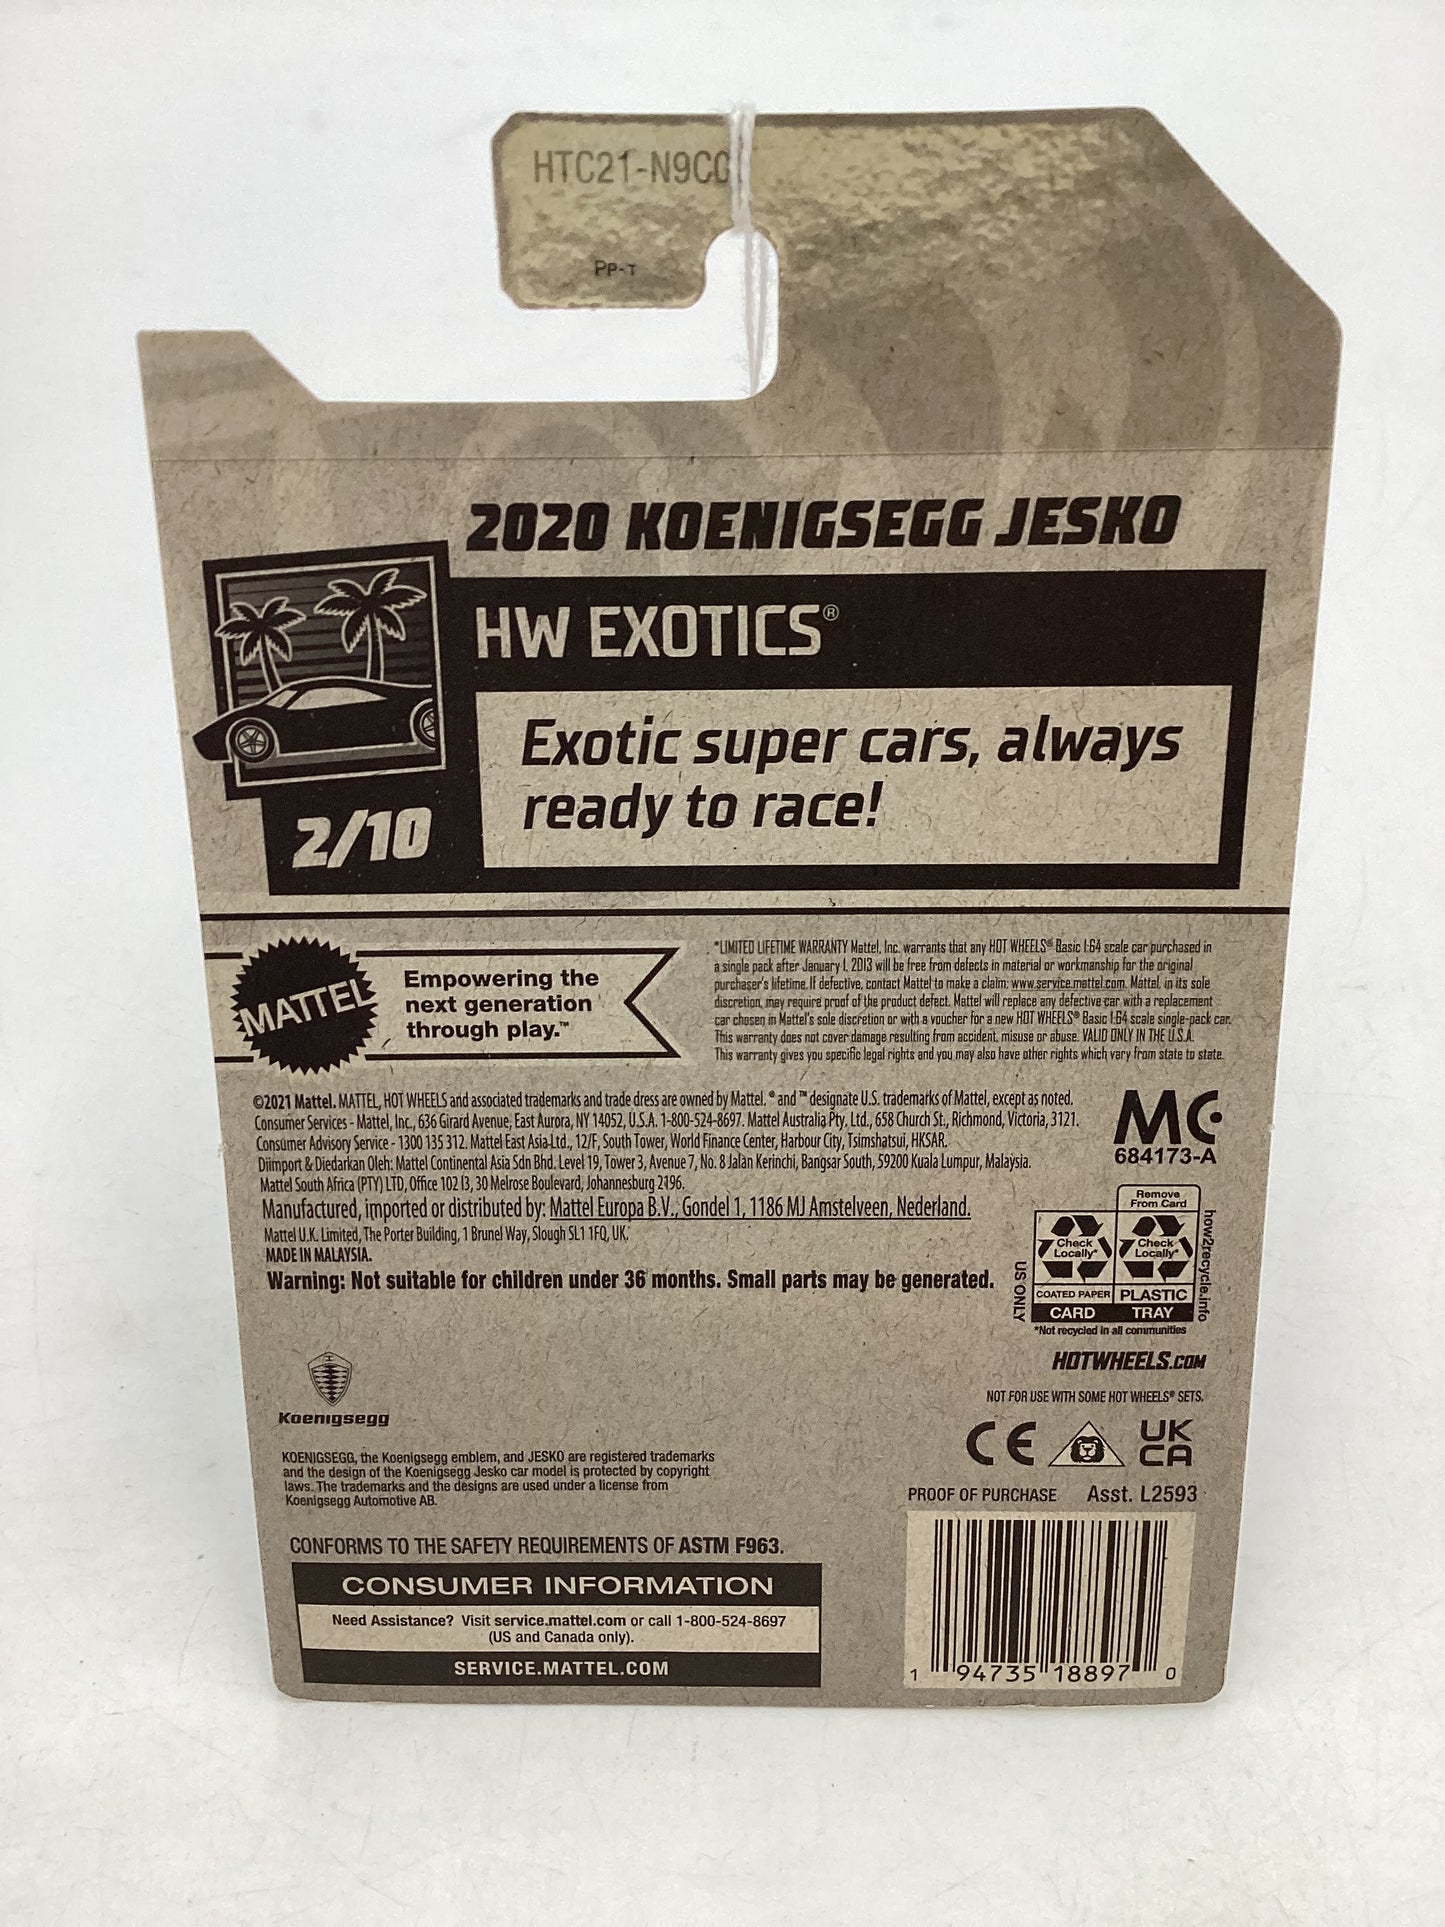 Pp-T
2020 KOENIGSEGG JESKO
HW EXOTICS®
Exotic super cars, always
ready to race!
2/10
MATTEL
Empowering the
next generation
through play.™
*LIMITED LIFETIME WARRANTY Mattel, Inc. warrants that any HOT WHEELS® Basic 1:64 scale car purchased in
a single pack after January 1, 2013 will be free from defects in material or workmanship for the original
purchaser's lifetime. If defective, contact Mattel to make a claim: www.service.mattel.com. Mattel, in its sole
discretion, may require proof of the product defect. Mattel will replace any defective car with a replacement
car chosen in Mattel's sole discretion or with a voucher for a new HOT WHEELS® Basic 1:64 scale single-pack car.
This warranty does not cover damage resulting from accident, misuse or abuse. VALID ONLY IN THE U.S.A.
This warranty gives you specific legal rights and you may also have other rights which vary from state to state.
©2021 Mattel. MATTEL, HOT WHEELS and associated trademarks and trade dress are owned by Mattel. ® and ™ designate U.S. trademarks of Mattel, except as noted.
Consumer Services - Mattel, Inc., 636 Girard Avenue, East Aurora, NY 14052, U.S.A. 1-800-524-8697. Mattel Australia Pty. Ltd., 658 Church St., Richmond, Victoria, 3121.
Consumer Advisory Service - 1300 135 312. Mattel East Asia Ltd., 12/F, South Tower, World Finance Center, Harbour City, Tsimshatsui, HKSAR.
Diimport & Diedarkan Oleh: Mattel Continental Asia Sdn Bhd. Level 19, Tower 3, Avenue 7, No. 8 Jalan Kerinchi, Bangsar South, 59200 Kuala Lumpur, Malaysia.
Mattel South Africa (PTY) LTD, Office 102 I3, 30 Melrose Boulevard, Johannesburg 2196.
Manufactured, imported or distributed by: Mattel Europa B.V., Gondel 1, 1186 MJ Amstelveen, Nederland.
Mattel U.K. Limited, The Porter Building, 1 Brunel Way, Slough SL1 1FQ, UK.
MADE IN MALAYSIA.
Warning: Not suitable for children under 36 months. Small parts may be generated.
MC
684173-A
Remove
From Card
Check
Locally*
Check
Locally*
COATED PAPER
PLASTIC
CARD
TRAY
US ONLY
how2recycle.info
*Not recycled in all communities
HOTWHEELS.COM
NOT FOR USE WITH SOME HOT WHEELS® SETS.
CE
UK
CA
Koenigsegg
KOENIGSEGG, the Koenigsegg emblem, and JESKO are registered trademarks
and the design of the Koenigsegg Jesko car model is protected by copyright
laws. The trademarks and the designs are used under a license from
Koenigsegg Automotive AB.
PROOF OF PURCHASE Asst. L2593
CONFORMS TO THE SAFETY REQUIREMENTS OF ASTM F963.
CONSUMER INFORMATION
Need Assistance? Visit service.mattel.com or call 1-800-524-8697
(US and Canada only).
SERVICE.MATTEL.COM
1 94735 18897 0